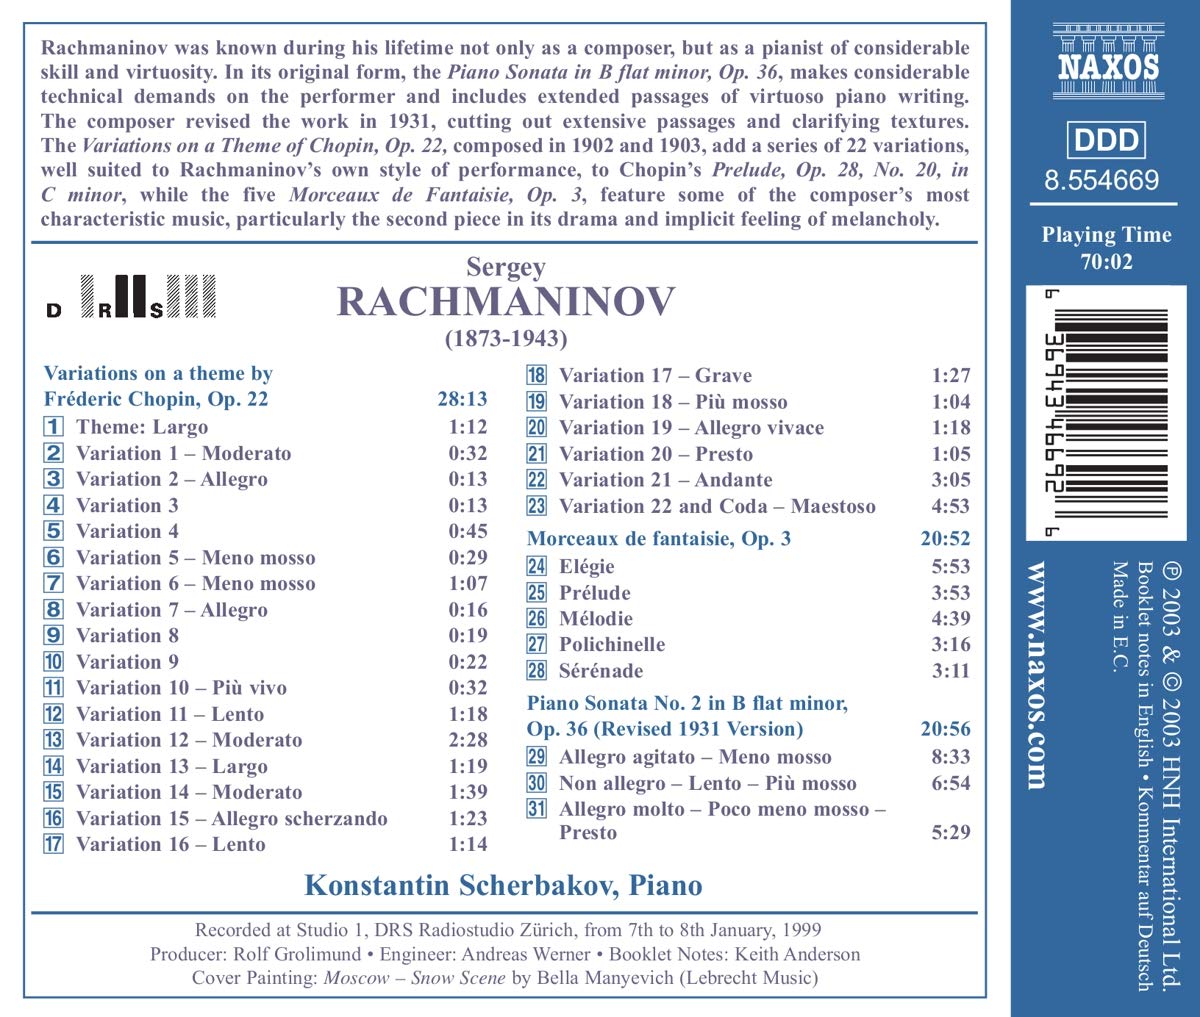 Rachmaninov was known during his lifetime not only as a composer, but as a pianist of considerable
skill and virtuosity. In its original form, the Piano Sonata in B flat minor, Op. 36, makes considerable
technical demands on the performer and includes extended passages of virtuoso piano writing.
The composer revised the work in 1931, cutting out extensive passages and clarifying textures.
The Variations on a Theme of Chopin, Op. 22, composed in 1902 and 1903, add a series of 22 variations,
well suited to Rachmaninov's own style of performance, to Chopin's Prelude, Op. 28, No. 20, in
C minor, while the five Morceaux de Fantaisie, Op. 3, feature some of the composer's most
characteristic music, particularly the second piece in its drama and implicit feeling of melancholy.
D R S
Sergey
RACHMANINOV
(1873-1943)
Variations on a theme by
Fréderic Chopin, Op. 22 28:13
1 Theme: Largo 1:12
2 Variation 1 – Moderato 0:32
3 Variation 2 – Allegro 0:13
4 Variation 3 0:13
5 Variation 4 0:45
6 Variation 5 – Meno mosso 0:29
7 Variation 6 – Meno mosso 1:07
8 Variation 7 – Allegro 0:16
9 Variation 8 0:19
10 Variation 9 0:22
11 Variation 10 – Più vivo 0:32
12 Variation 11 – Lento 1:18
13 Variation 12 – Moderato 2:28
14 Variation 13 – Largo 1:19
15 Variation 14 – Moderato 1:39
16 Variation 15 – Allegro scherzando 1:23
17 Variation 16 – Lento 1:14
18 Variation 17 – Grave 1:27
19 Variation 18 – Più mosso 1:04
20 Variation 19 – Allegro vivace 1:18
21 Variation 20 – Presto 1:05
22 Variation 21 – Andante 3:05
23 Variation 22 and Coda – Maestoso 4:53
Morceaux de fantaisie, Op. 3 20:52
24 Elégie 5:53
25 Prélude 3:53
26 Mélodie 4:39
27 Polichinelle 3:16
28 Sérénade 3:11
Piano Sonata No. 2 in B flat minor,
Op. 36 (Revised 1931 Version) 20:56
29 Allegro agitato – Meno mosso 8:33
30 Non allegro – Lento – Più mosso 6:54
31 Allegro molto – Poco meno mosso –
Presto 5:29
Konstantin Scherbakov, Piano
Recorded at Studio 1, DRS Radiostudio Zürich, from 7th to 8th January, 1999
Producer: Rolf Grolimund • Engineer: Andreas Werner • Booklet Notes: Keith Anderson
Cover Painting: Moscow – Snow Scene by Bella Manyevich (Lebrecht Music)
NAXOS
DDD
8.554669
Playing Time
70:02
6 36943 46692 9
www.naxos.com
℗ 2003 & © 2003 HNH International Ltd.
Booklet notes in English • Kommentar auf Deutsch
Made in E.C.